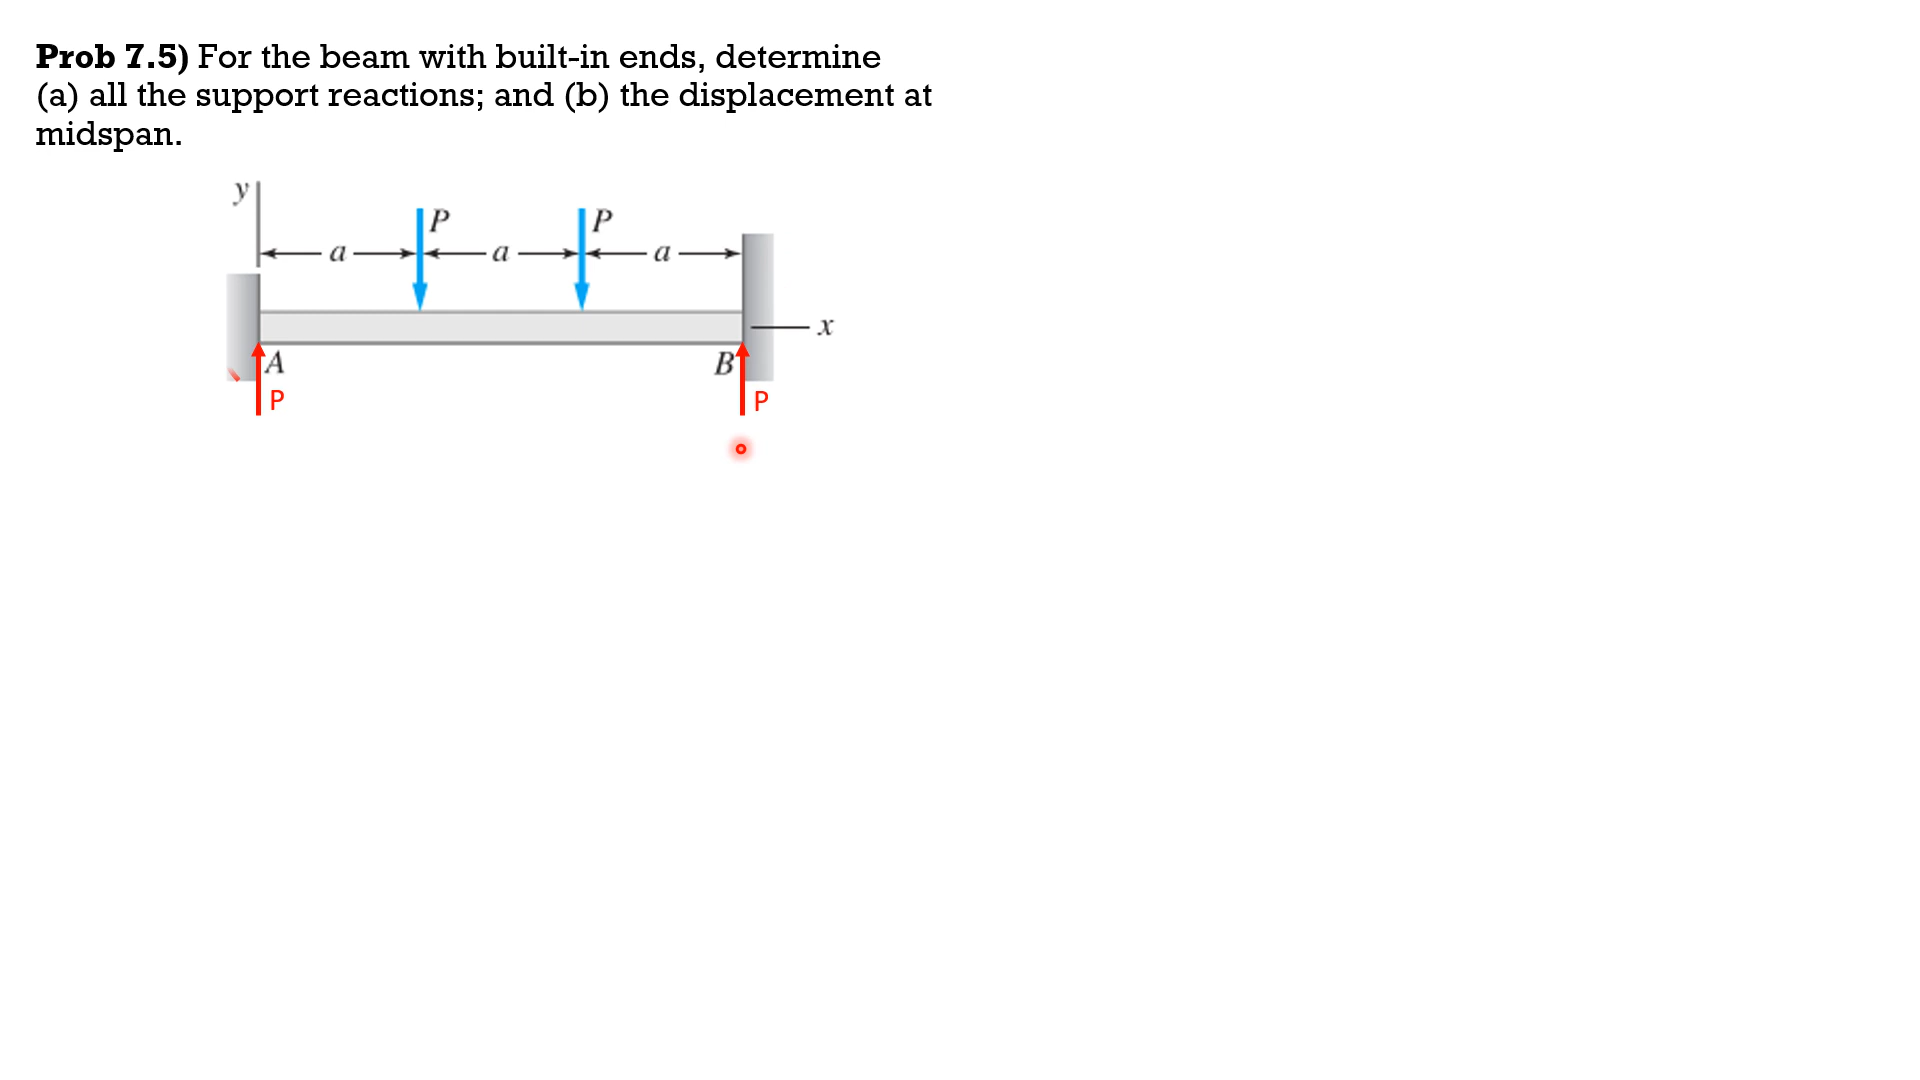 Prob 7.5) For the beam with built-in ends, determine
(a) all the support reactions; and (b) the displacement at
midspan.
y
P P
a a a
x
A B
P P